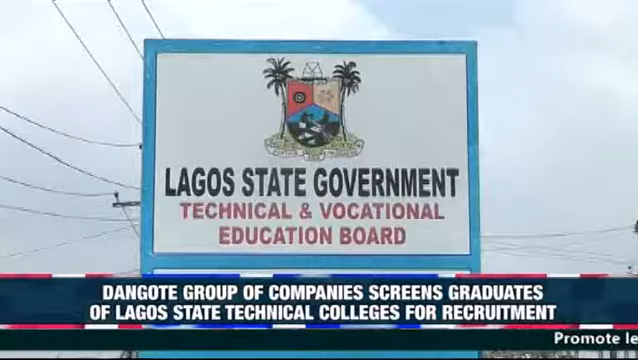 LAGOS STATE GOVERNMENT
TECHNICAL & VOCATIONAL
EDUCATION BOARD
DANGOTE GROUP OF COMPANIES SCREENS GRADUATES
OF LAGOS STATE TECHNICAL COLLEGES FOR RECRUITMENT
Promote le